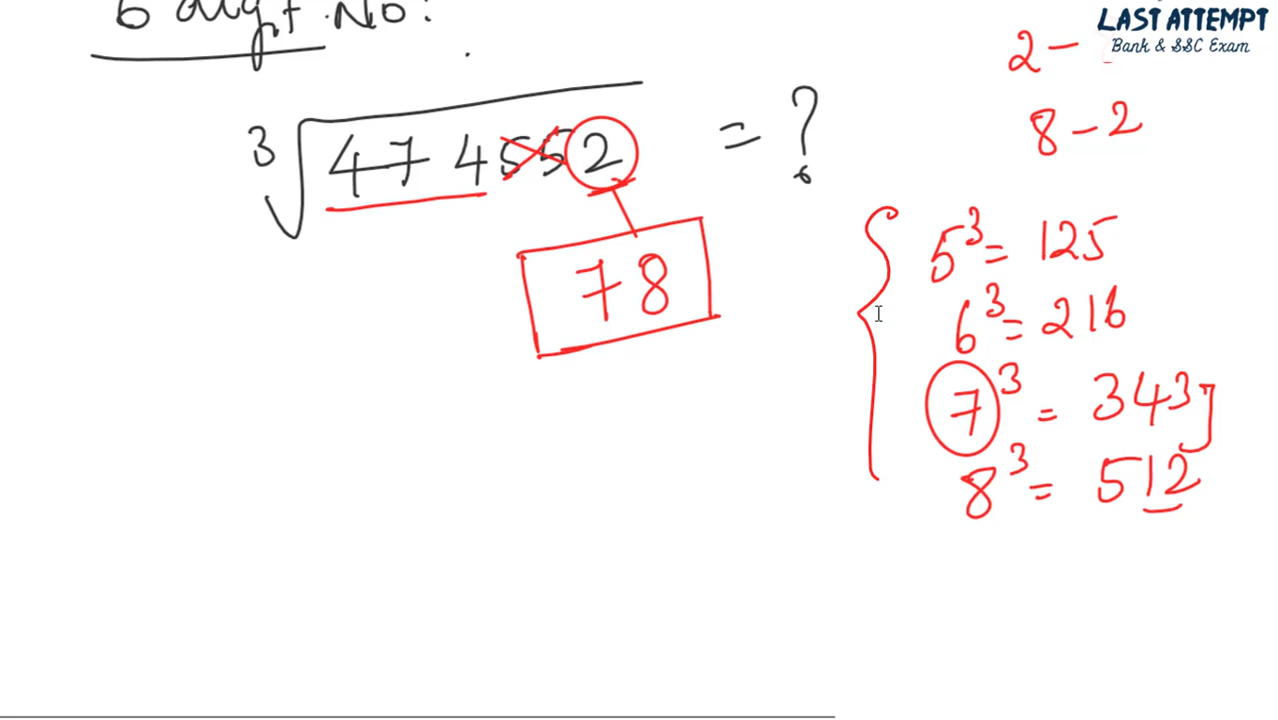 6 digit No:
LAST ATTEMPT
Bank & SSC Exam
2 -
8 - 2
3√474552 = ?
78
5³ = 125
6³ = 216
7³ = 343
8³ = 512